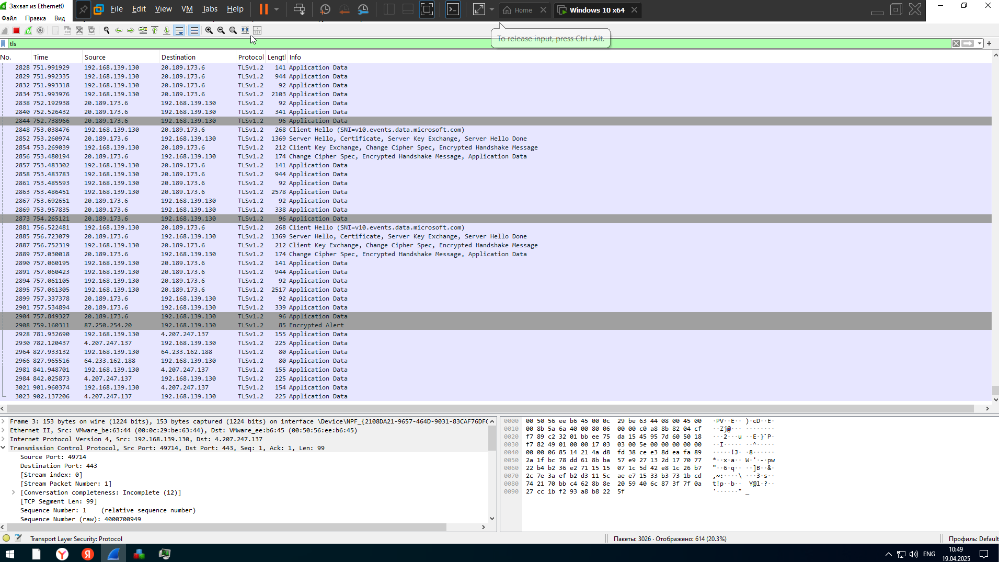 Захват из Ethernet0
File Edit View VM Tabs Help
Home
Windows 10 x64
Файл Правка Вид
To release input, press Ctrl+Alt.
tls
No. Time Source Destination Protocol Lengtl Info
2828 751.991929 192.168.139.130 20.189.173.6 TLSv1.2 141 Application Data
2829 751.992335 192.168.139.130 20.189.173.6 TLSv1.2 944 Application Data
2832 751.993318 192.168.139.130 20.189.173.6 TLSv1.2 92 Application Data
2834 751.993976 192.168.139.130 20.189.173.6 TLSv1.2 2103 Application Data
2838 752.192938 20.189.173.6 192.168.139.130 TLSv1.2 92 Application Data
2840 752.526432 20.189.173.6 192.168.139.130 TLSv1.2 341 Application Data
2844 752.738966 20.189.173.6 192.168.139.130 TLSv1.2 96 Application Data
2848 753.038476 192.168.139.130 20.189.173.6 TLSv1.2 268 Client Hello (SNI=v10.events.data.microsoft.com)
2852 753.260974 20.189.173.6 192.168.139.130 TLSv1.2 1369 Server Hello, Certificate, Server Key Exchange, Server Hello Done
2854 753.269039 192.168.139.130 20.189.173.6 TLSv1.2 212 Client Key Exchange, Change Cipher Spec, Encrypted Handshake Message
2856 753.480194 20.189.173.6 192.168.139.130 TLSv1.2 174 Change Cipher Spec, Encrypted Handshake Message, Application Data
2857 753.483302 192.168.139.130 20.189.173.6 TLSv1.2 141 Application Data
2858 753.483783 192.168.139.130 20.189.173.6 TLSv1.2 944 Application Data
2861 753.485593 192.168.139.130 20.189.173.6 TLSv1.2 92 Application Data
2863 753.486451 192.168.139.130 20.189.173.6 TLSv1.2 2578 Application Data
2867 753.692651 20.189.173.6 192.168.139.130 TLSv1.2 92 Application Data
2869 753.957835 20.189.173.6 192.168.139.130 TLSv1.2 338 Application Data
2873 754.265121 20.189.173.6 192.168.139.130 TLSv1.2 96 Application Data
2881 756.522481 192.168.139.130 20.189.173.6 TLSv1.2 268 Client Hello (SNI=v10.events.data.microsoft.com)
2885 756.723079 20.189.173.6 192.168.139.130 TLSv1.2 1369 Server Hello, Certificate, Server Key Exchange, Server Hello Done
2887 756.752319 192.168.139.130 20.189.173.6 TLSv1.2 212 Client Key Exchange, Change Cipher Spec, Encrypted Handshake Message
2889 757.030018 20.189.173.6 192.168.139.130 TLSv1.2 174 Change Cipher Spec, Encrypted Handshake Message, Application Data
2890 757.060195 192.168.139.130 20.189.173.6 TLSv1.2 141 Application Data
2891 757.060423 192.168.139.130 20.189.173.6 TLSv1.2 944 Application Data
2894 757.061105 192.168.139.130 20.189.173.6 TLSv1.2 92 Application Data
2895 757.061305 192.168.139.130 20.189.173.6 TLSv1.2 2517 Application Data
2899 757.337378 20.189.173.6 192.168.139.130 TLSv1.2 92 Application Data
2901 757.534894 20.189.173.6 192.168.139.130 TLSv1.2 339 Application Data
2904 757.849327 20.189.173.6 192.168.139.130 TLSv1.2 96 Application Data
2908 759.160311 87.250.254.20 192.168.139.130 TLSv1.2 85 Encrypted Alert
2928 781.932690 192.168.139.130 4.207.247.137 TLSv1.2 155 Application Data
2930 782.120437 4.207.247.137 192.168.139.130 TLSv1.2 225 Application Data
2964 827.933132 192.168.139.130 64.233.162.188 TLSv1.2 80 Application Data
2966 827.965516 64.233.162.188 192.168.139.130 TLSv1.2 80 Application Data
2981 841.948701 192.168.139.130 4.207.247.137 TLSv1.2 155 Application Data
2984 842.025873 4.207.247.137 192.168.139.130 TLSv1.2 225 Application Data
3021 901.960374 192.168.139.130 4.207.247.137 TLSv1.2 154 Application Data
3023 902.137206 4.207.247.137 192.168.139.130 TLSv1.2 225 Application Data
Frame 3: 153 bytes on wire (1224 bits), 153 bytes captured (1224 bits) on interface \Device\NPF_{2108DA21-9657-464D-9031-83CAF76DFC
Ethernet II, Src: VMware_be:63:44 (00:0c:29:be:63:44), Dst: VMware_ee:b6:45 (00:50:56:ee:b6:45)
Internet Protocol Version 4, Src: 192.168.139.130, Dst: 4.207.247.137
Transmission Control Protocol, Src Port: 49714, Dst Port: 443, Seq: 1, Ack: 1, Len: 99
Source Port: 49714
Destination Port: 443
[Stream index: 0]
[Stream Packet Number: 1]
[Conversation completeness: Incomplete (12)]
[TCP Segment Len: 99]
Sequence Number: 1 (relative sequence number)
Sequence Number (raw): 4000700949
0000 00 50 56 ee b6 45 00 0c 29 be 63 44 08 00 45 00 ·PV··E·· )·cD··E·
0010 00 8b 5a 6a 40 00 80 06 00 00 c0 a8 8b 82 04 cf ··Zj@··· ········
0020 f7 89 c2 32 01 bb ee 75 da 15 45 95 7d 60 50 18 ···2···u ··E·}`P·
0030 f7 82 49 01 00 00 17 03 03 00 5e 00 00 00 00 00 ··I····· ··^·····
0040 00 00 06 85 14 21 4a d8 fd 38 ce e3 8d ea fa 89 ·····!J· ·8······
0050 2a 1f bc 78 dd 61 8b ba 57 e9 27 13 2d 17 70 77 *··x·a·· W·'·-·pw
0060 22 b4 b2 36 e2 71 15 15 07 1c 5d 42 e8 1c 26 b7 "··6·q·· ··]B··&·
0070 2c 7e 3a ef b2 d3 11 5c ae e7 15 33 b3 73 1b cd ,~:····\ ···3·s··
0080 74 21 70 bb c4 62 8b 8e 20 59 40 6c 87 3f 7f 0a t!p··b·· Y@l·?··
0090 27 cc 1b f2 93 a8 b8 22 5f '······" _
Transport Layer Security: Protocol
Пакеты: 3026 · Отображено: 614 (20.3%)
Профиль: Default
ENG
10:49
19.04.2025